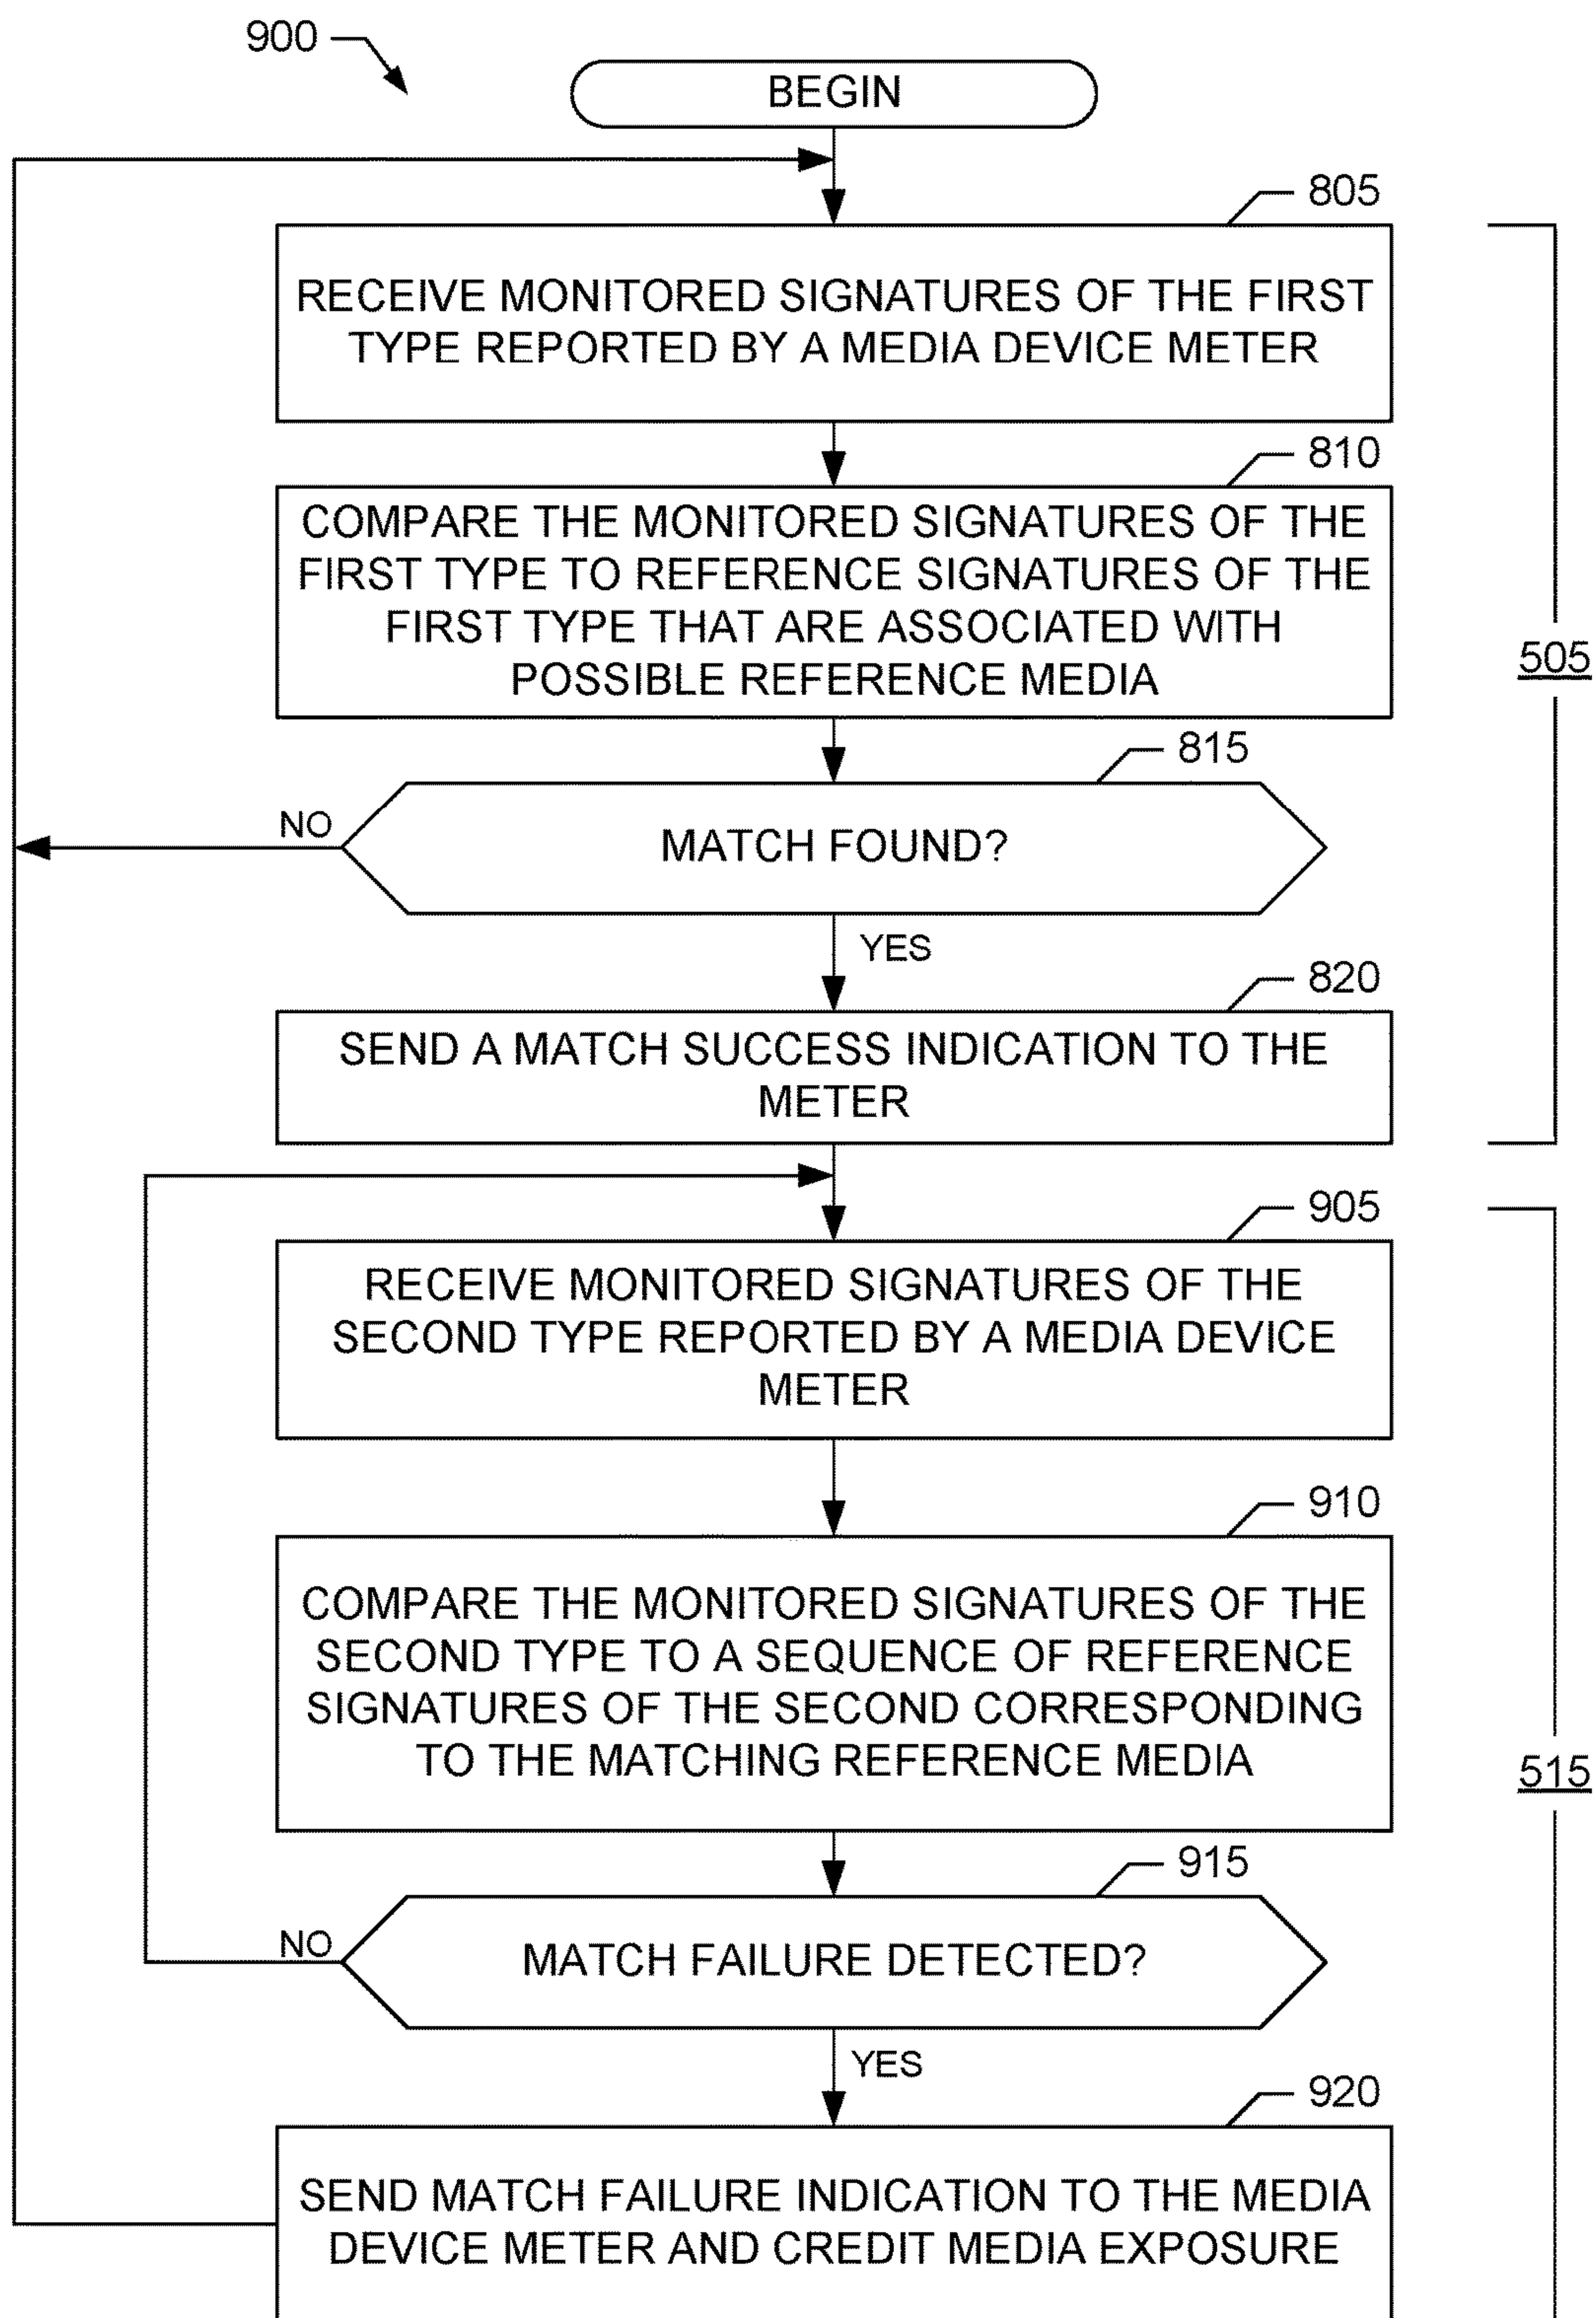 900
BEGIN
805
RECEIVE MONITORED SIGNATURES OF THE FIRST
TYPE REPORTED BY A MEDIA DEVICE METER
810
COMPARE THE MONITORED SIGNATURES OF THE
FIRST TYPE TO REFERENCE SIGNATURES OF THE
FIRST TYPE THAT ARE ASSOCIATED WITH
POSSIBLE REFERENCE MEDIA
505
815
NO
MATCH FOUND?
YES
820
SEND A MATCH SUCCESS INDICATION TO THE
METER
905
RECEIVE MONITORED SIGNATURES OF THE
SECOND TYPE REPORTED BY A MEDIA DEVICE
METER
910
COMPARE THE MONITORED SIGNATURES OF THE
SECOND TYPE TO A SEQUENCE OF REFERENCE
SIGNATURES OF THE SECOND CORRESPONDING
TO THE MATCHING REFERENCE MEDIA
515
915
NO
MATCH FAILURE DETECTED?
YES
920
SEND MATCH FAILURE INDICATION TO THE MEDIA
DEVICE METER AND CREDIT MEDIA EXPOSURE